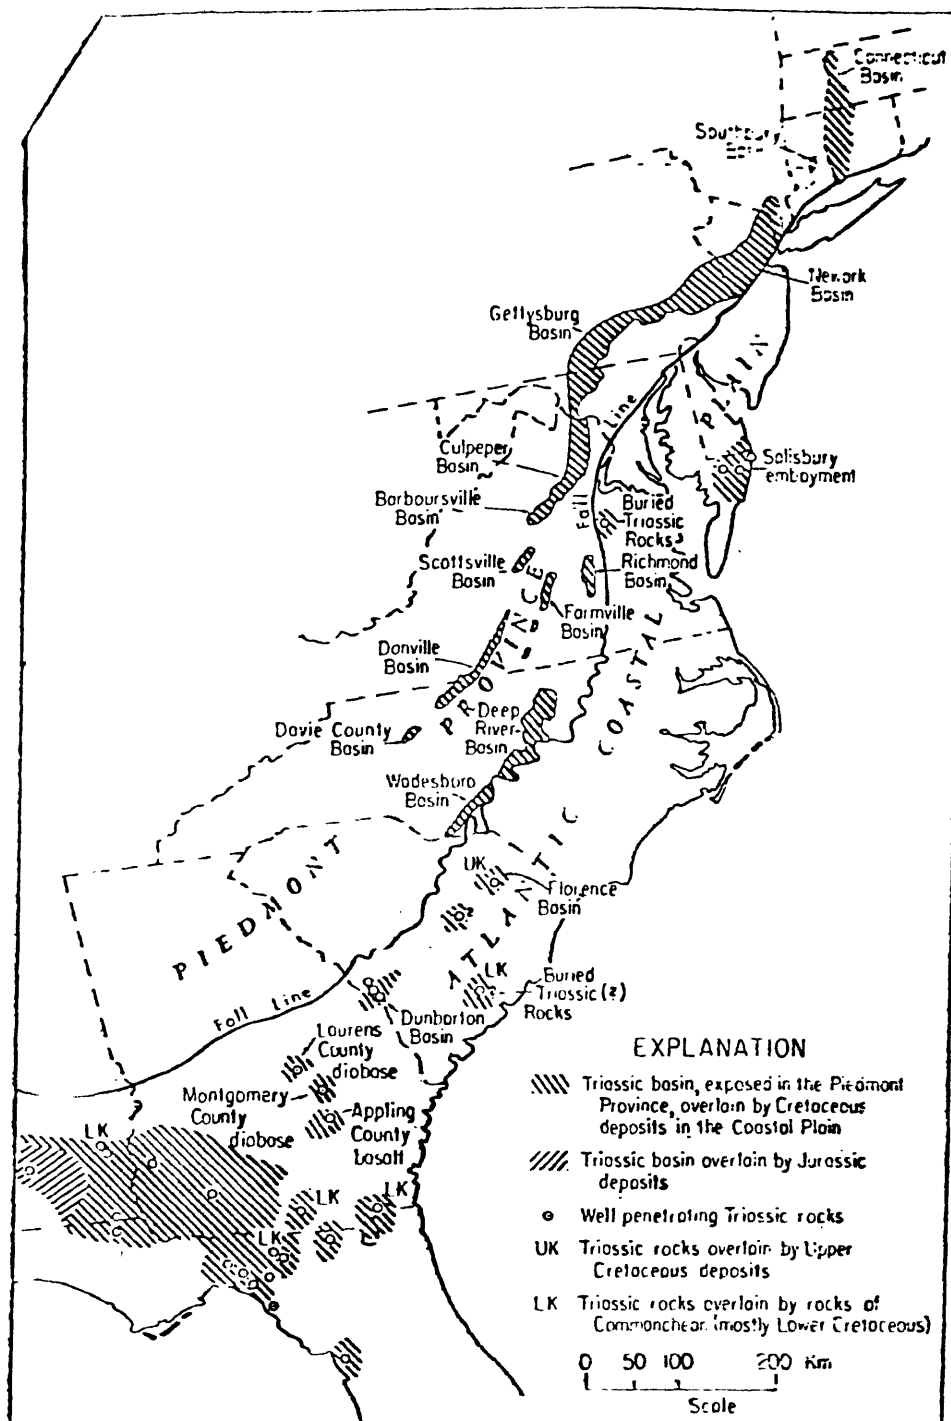 Connecticut
Basin
Southbury
Newark
Basin
Gettysburg
Basin
PLAIN
Line
Culpeper
Basin
Salisbury
embayment
Barboursville
Basin
Fall
Buried
Triassic
Rocks
Scottsville
Basin
Richmond
Basin
Farmville
Basin
PROVINCE
COASTAL
Danville
Basin
Deep
River
Basin
Davie County
Basin
Wadesboro
Basin
PIEDMONT
ATLANTIC
UK
Florence
Basin
?
LK
Buried
Triassic (?)
Rocks
Fall Line
Dunbarton
Basin
Laurens
County
diabase
Montgomery
County
diabase
Appling
County
basalt
LK
LK
LK
LK
EXPLANATION
Triassic basin, exposed in the Piedmont
Province, overlain by Cretaceous
deposits in the Coastal Plain
Triassic basin overlain by Jurassic
deposits
Well penetrating Triassic rocks
UK Triassic rocks overlain by Upper
Cretaceous deposits
LK Triassic rocks overlain by rocks of
(mostly Lower Cretaceous)
0 50 100 200 Km
Scale